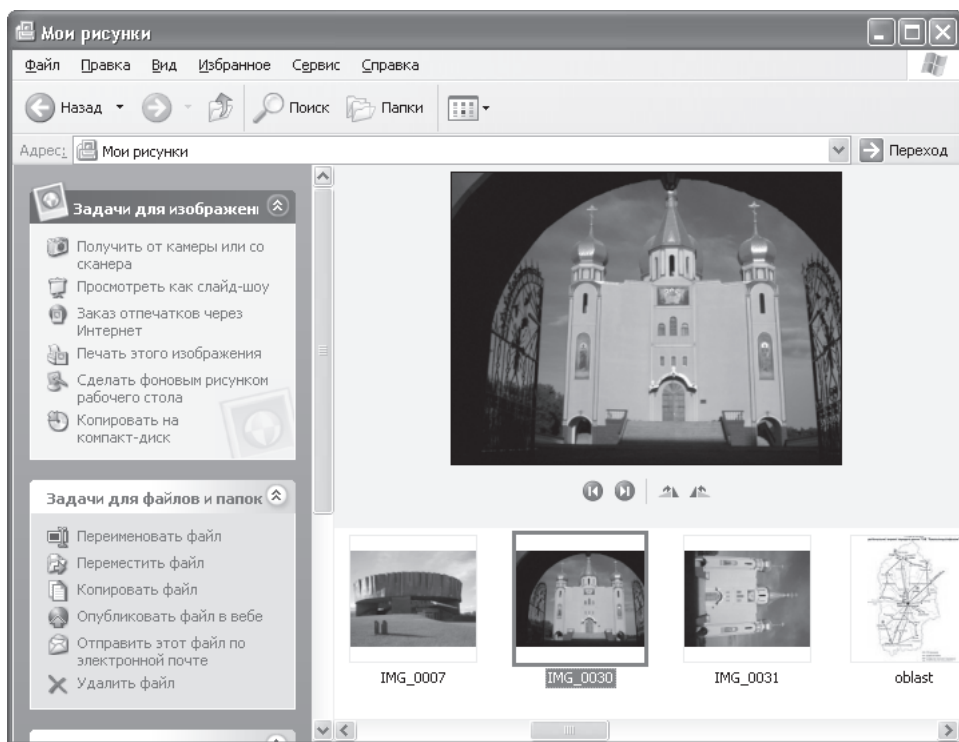 Мои рисунки
Файл Правка Вид Избранное Сервис Справка
Назад Поиск Папки
Адрес: Мои рисунки Переход
Задачи для изображен
Получить от камеры или со
сканера
Просмотреть как слайд-шоу
Заказ отпечатков через
Интернет
Печать этого изображения
Сделать фоновым рисунком
рабочего стола
Копировать на
компакт-диск
Задачи для файлов и папок
Переименовать файл
Переместить файл
Копировать файл
Опубликовать файл в вебе
Отправить этот файл по
электронной почте
Удалить файл
IMG_0007 IMG_0030 IMG_0031 oblast